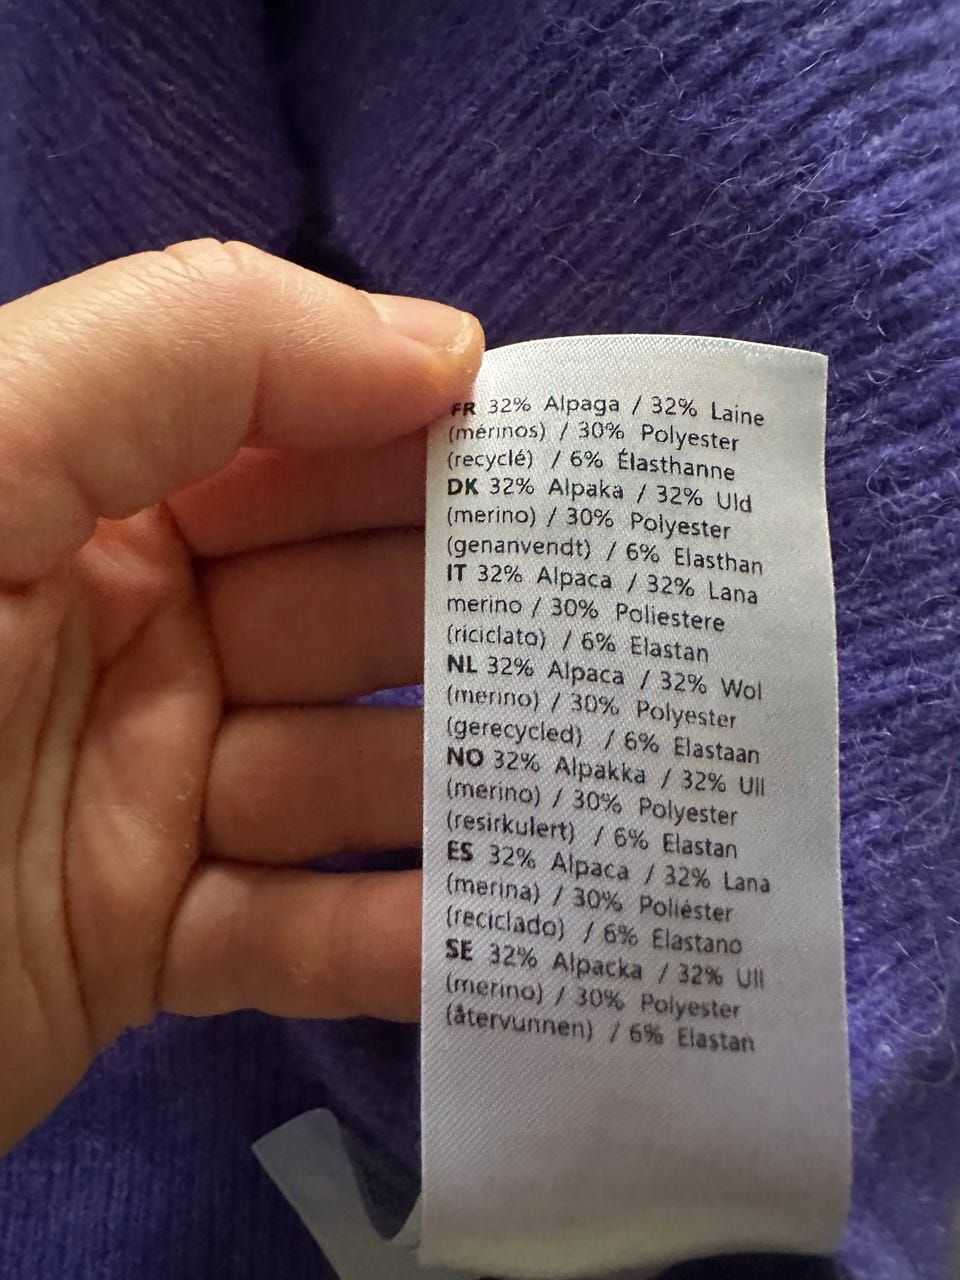 FR 32% Alpaga / 32% Laine
(mérinos) / 30% Polyester
(recyclé) / 6% Élasthanne
DK 32% Alpaka / 32% Uld
(merino) / 30% Polyester
(genanvendt) / 6% Elasthan
IT 32% Alpaca / 32% Lana
merino / 30% Poliestere
(riciclato) / 6% Elastan
NL 32% Alpaca / 32% Wol
(merino) / 30% Polyester
(gerecycled) / 6% Elastaan
NO 32% Alpakka / 32% Ull
(merino) / 30% Polyester
(resirkulert) / 6% Elastan
ES 32% Alpaca / 32% Lana
(merina) / 30% Poliéster
(reciclado) / 6% Elastano
SE 32% Alpacka / 32% Ull
(merino) / 30% Polyester
(återvunnen) / 6% Elastan